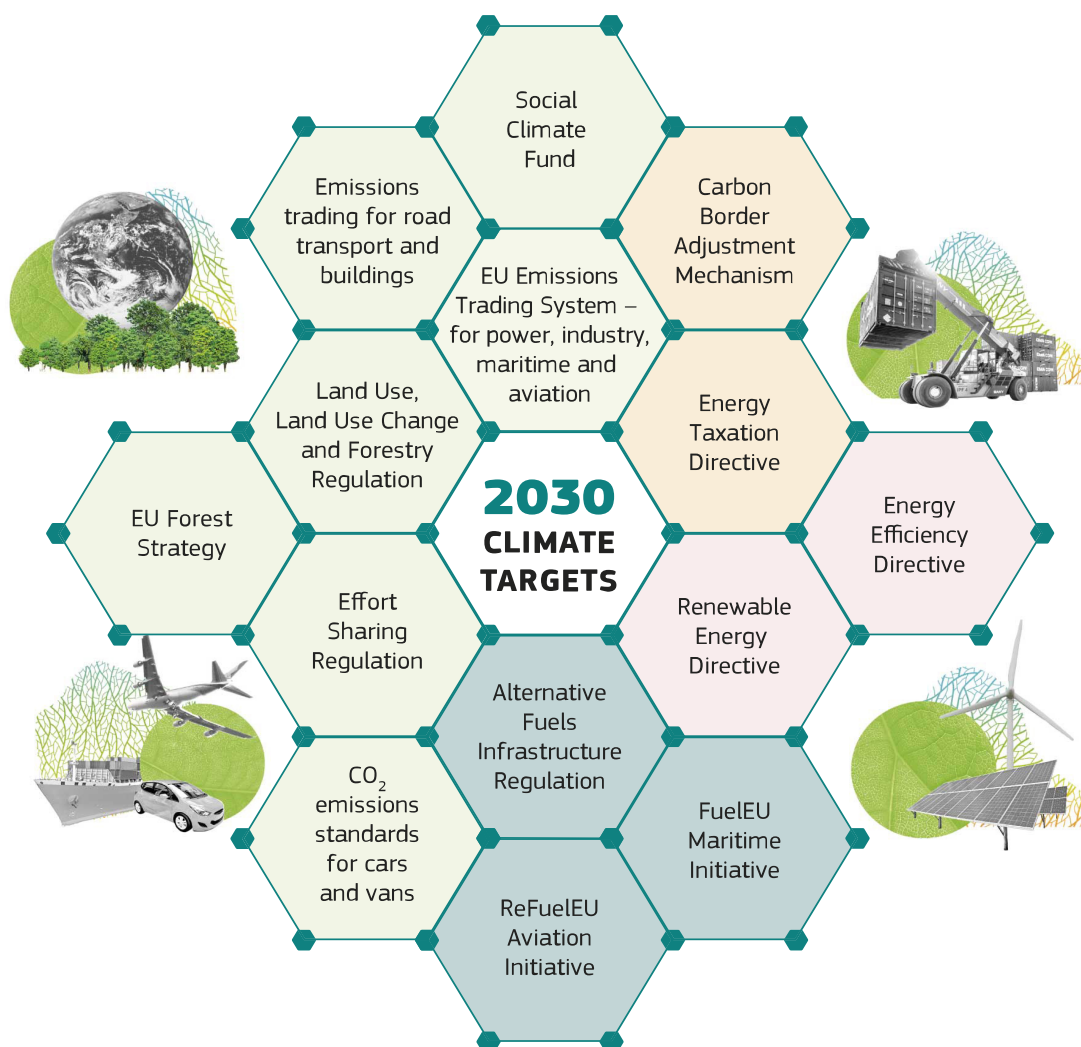 Social
Climate
Fund
Emissions
trading for road
transport and
buildings
Carbon
Border
Adjustment
Mechanism
EU Emissions
Trading System –
for power, industry,
maritime and
aviation
Land Use,
Land Use Change
and Forestry
Regulation
Energy
Taxation
Directive
EU Forest
Strategy
2030
CLIMATE
TARGETS
Energy
Efficiency
Directive
Effort
Sharing
Regulation
Renewable
Energy
Directive
Alternative
Fuels
Infrastructure
Regulation
CO₂
emissions
standards
for cars
and vans
FuelEU
Maritime
Initiative
ReFuelEU
Aviation
Initiative